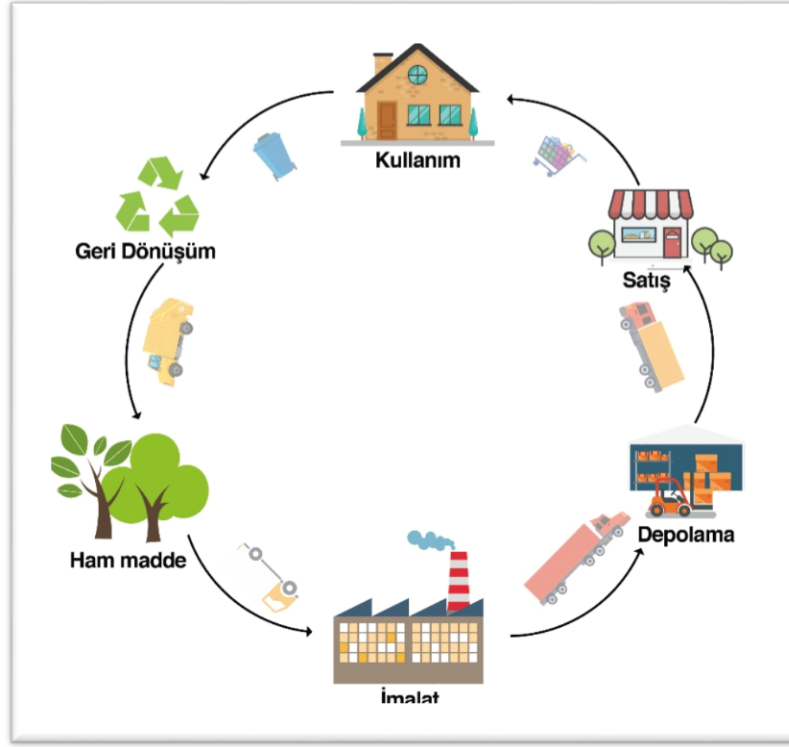 Kullanım
Geri Dönüşüm
Satış
Ham madde
Depolama
İmalat